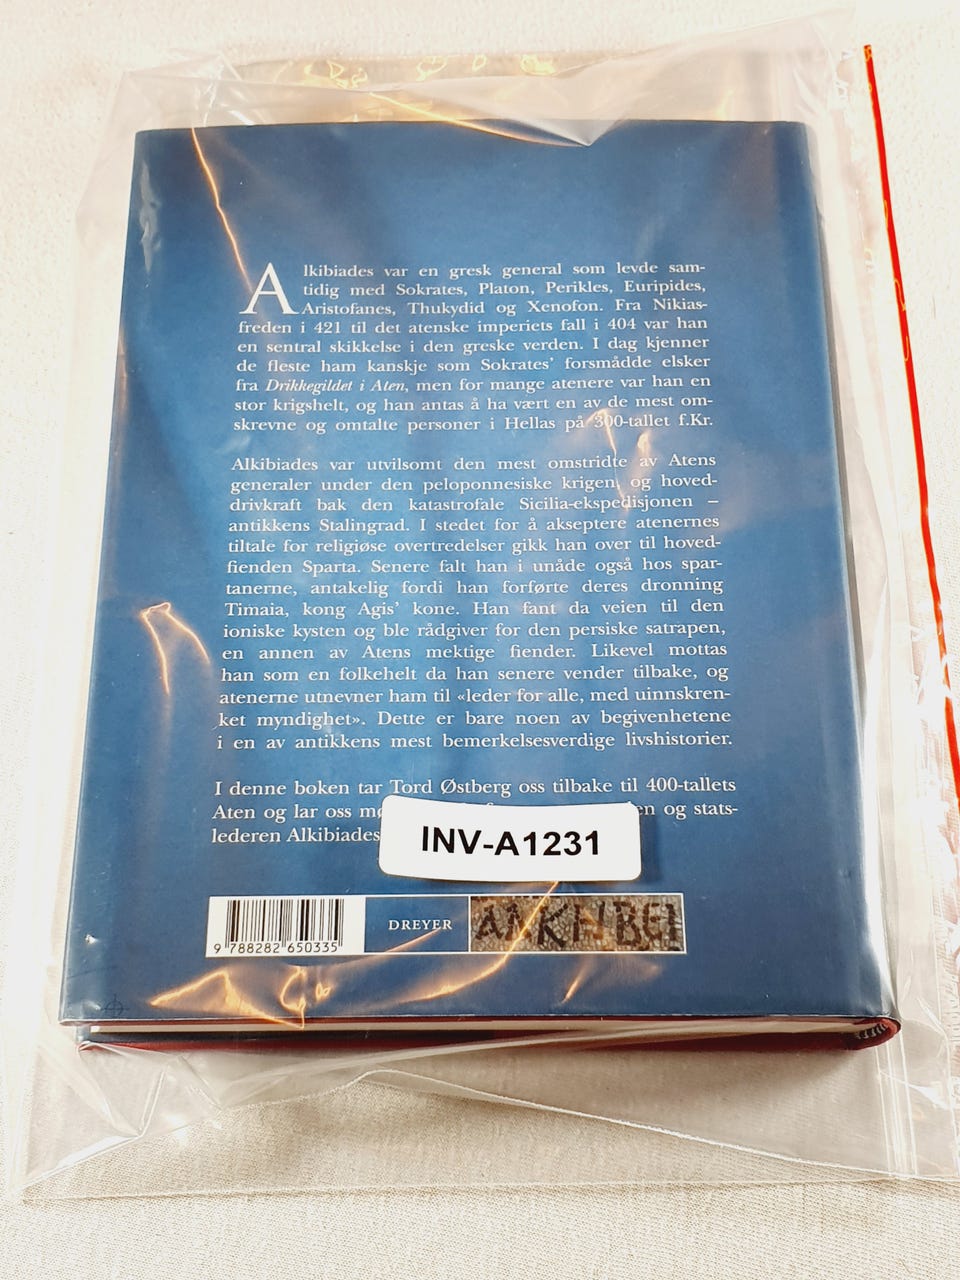 Alkibiades var en gresk general som levde sam-
tidig med Sokrates, Platon, Perikles, Euripides,
Aristofanes, Thukydid og Xenofon. Fra Nikias-
freden i 421 til det atenske imperiets fall i 404 var han
en sentral skikkelse i den greske verden. I dag kjenner
de fleste ham kanskje som Sokrates’ forsmådde elsker
fra Drikkegildet i Aten, men for mange atenere var han en
stor krigshelt, og han antas å ha vært en av de mest om-
skrevne og omtalte personer i Hellas på 300-tallet f.Kr.
Alkibiades var utvilsomt den mest omstridte av Atens
generaler under den peloponnesiske krigen, og hoved-
drivkraft bak den katastrofale Sicilia-ekspedisjonen –
antikkens Stalingrad. I stedet for å akseptere atenernes
tiltale for religiøse overtredelser gikk han over til hoved-
fienden Sparta. Senere falt han i unåde også hos spar-
tanerne, antakelig fordi han forførte deres dronning
Timaia, kong Agis’ kone. Han fant da veien til den
ioniske kysten og ble rådgiver for den persiske satrapen,
en annen av Atens mektige fiender. Likevel mottas
han som en folkehelt da han senere vender tilbake, og
atenerne utnevner ham til «leder for alle, med uinnskren-
ket myndighet». Dette er bare noen av begivenhetene
i en av antikkens mest bemerkelsesverdige livshistorier.
I denne boken tar Tord Østberg oss tilbake til 400-tallets
Aten og lar oss og stats-
lederen Alkibiades
INV-A1231
9 788282 650335
DREYER